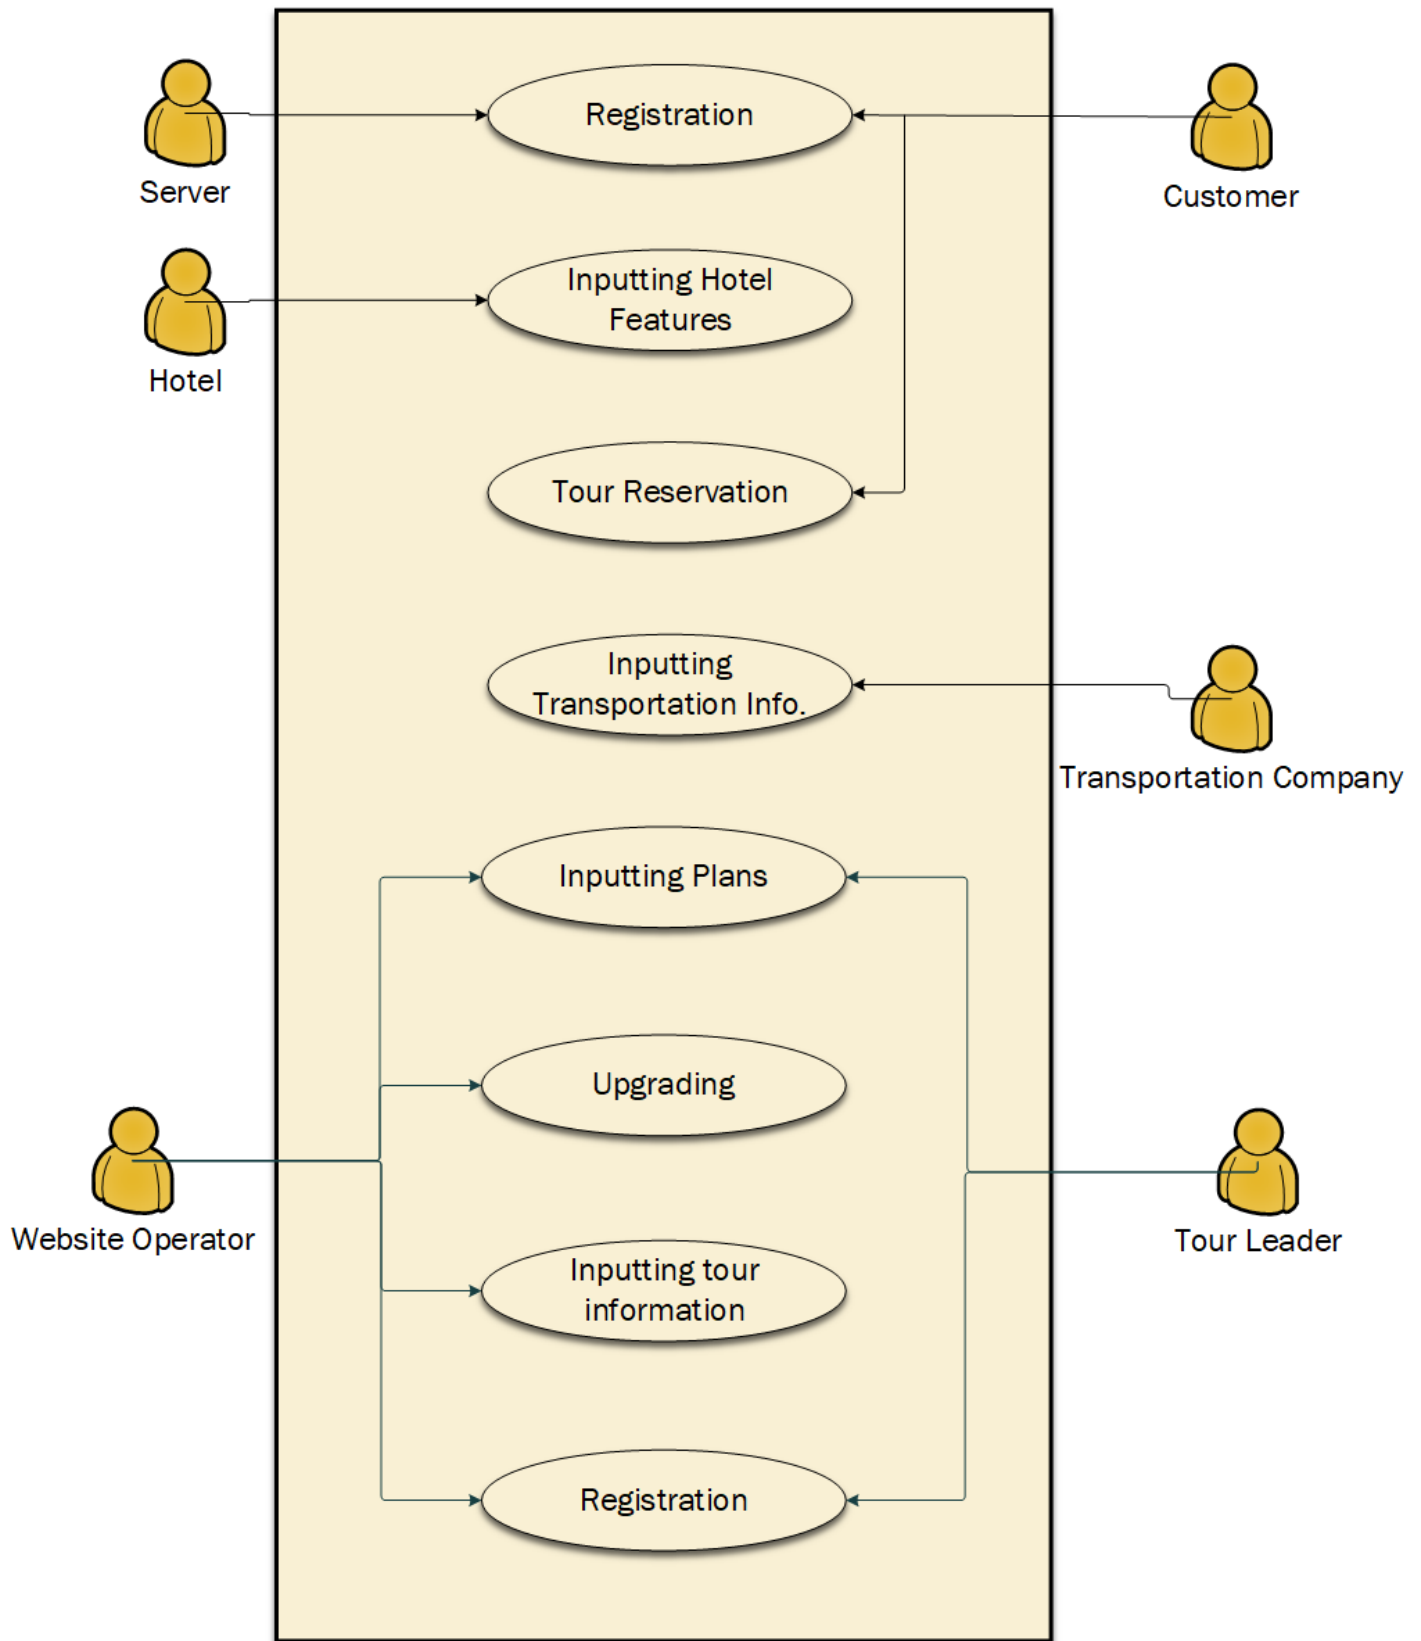 Registration
Server
Customer
Inputting Hotel
Features
Hotel
Tour Reservation
Inputting
Transportation Info.
Transportation Company
Inputting Plans
Upgrading
Website Operator
Tour Leader
Inputting tour
information
Registration